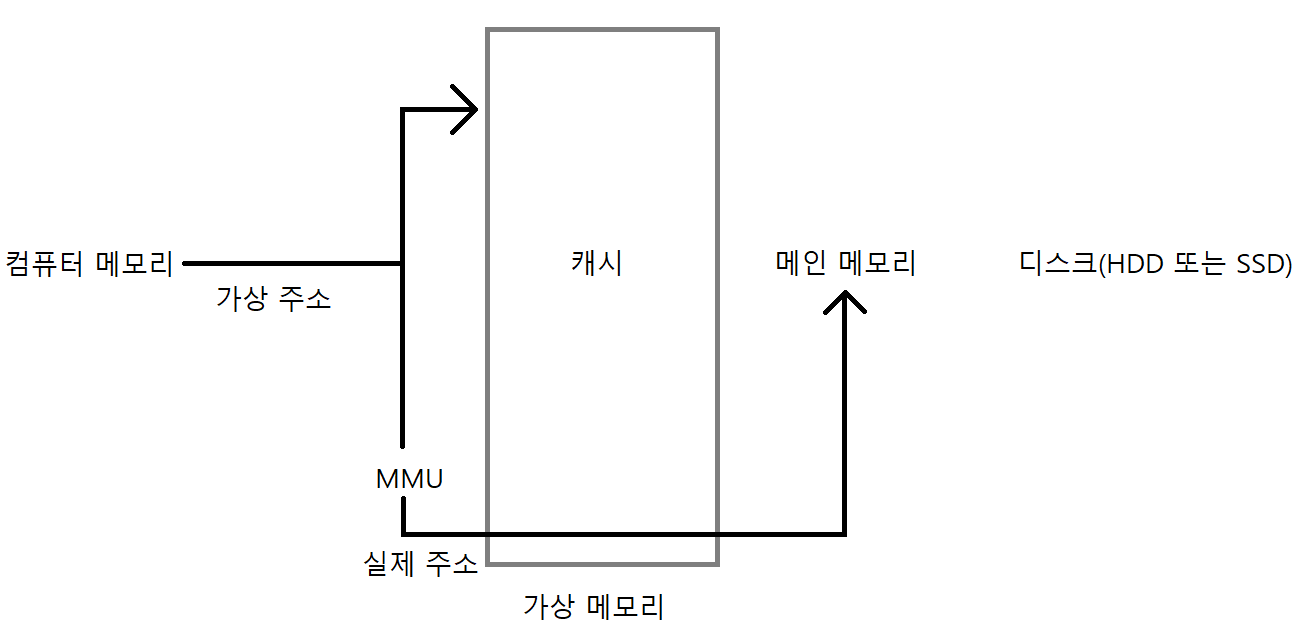 컴퓨터 메모리
가상 주소
캐시
메인 메모리
디스크(HDD 또는 SSD)
MMU
실제 주소
가상 메모리